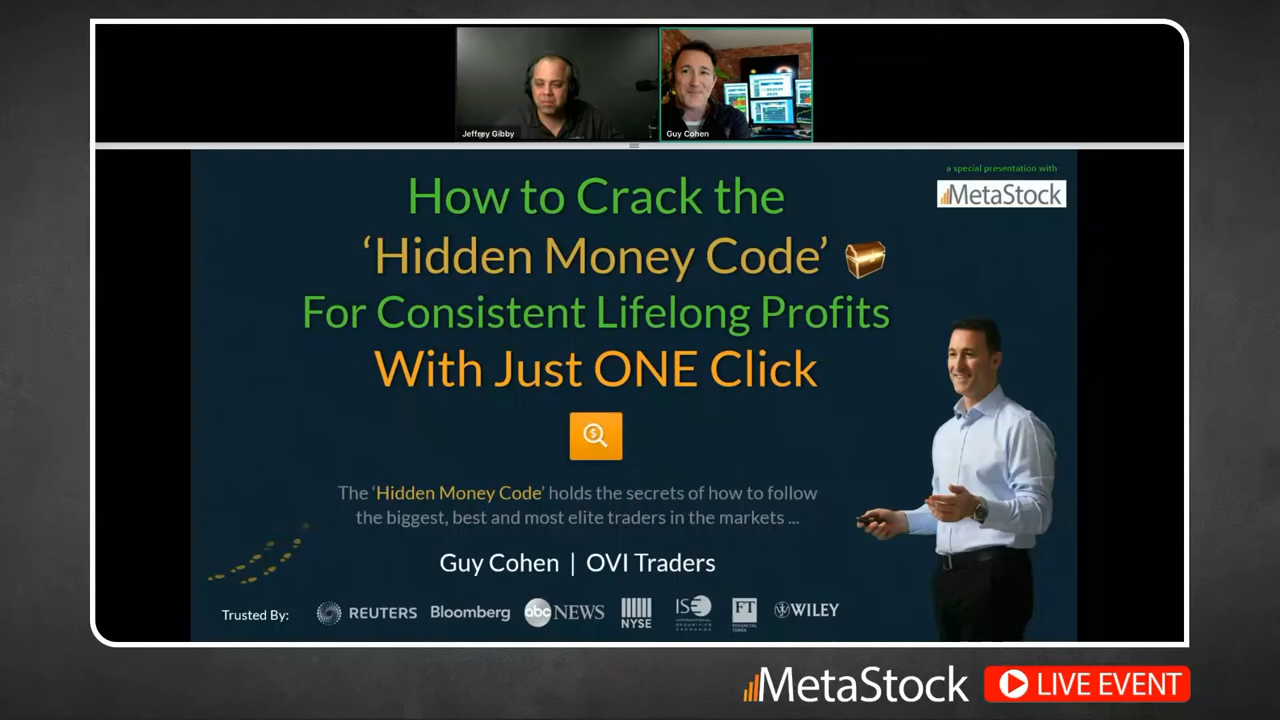 Jeffrey Gibby
Guy Cohen
a special presentation with
MetaStock
How to Crack the
‘Hidden Money Code’
For Consistent Lifelong Profits
With Just ONE Click
$
The ‘Hidden Money Code’ holds the secrets of how to follow
the biggest, best and most elite traders in the markets ...
Guy Cohen | OVI Traders
Trusted By: REUTERS Bloomberg abc NEWS NYSE ISE FT WILEY
MetaStock LIVE EVENT